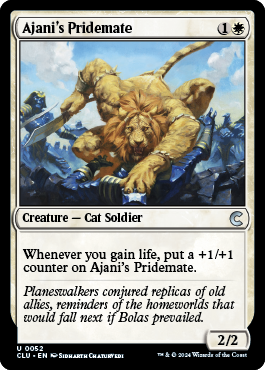 Ajani's Pridemate 1
Creature — Cat Soldier
Whenever you gain life, put a +1/+1
counter on Ajani's Pridemate.
Planeswalkers conjured replicas of old
allies, reminders of the homeworlds that
would fall next if Bolas prevailed.
2/2
U 0052
CLU • EN Sidharth Chaturvedi
™ & © 2024 Wizards of the Coast